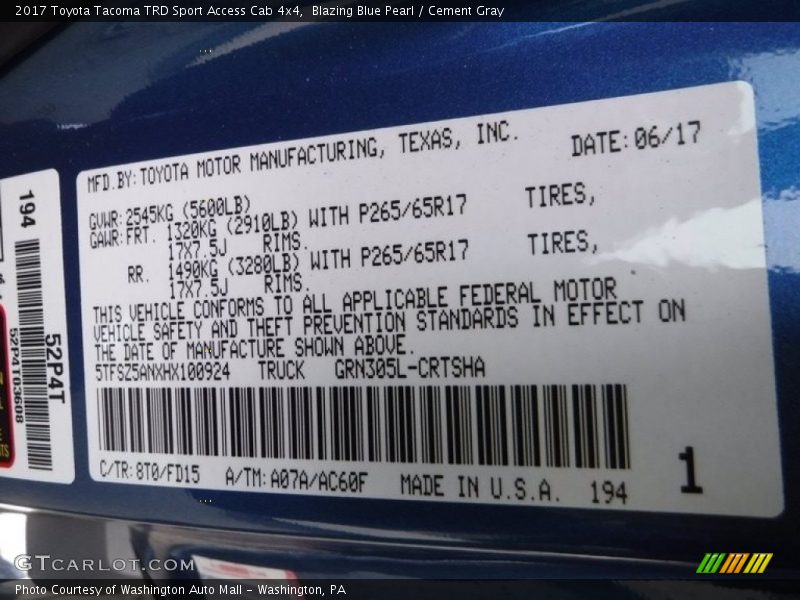 2017 Toyota Tacoma TRD Sport Access Cab 4x4,  Blazing Blue Pearl / Cement Gray
MFD.BY:TOYOTA MOTOR MANUFACTURING, TEXAS, INC.  DATE:06/17
GVWR:2545KG (5600LB)
GAWR:FRT. 1320KG (2910LB) WITH P265/65R17  TIRES,
17X7.5J  RIMS.
RR.  1490KG (3280LB) WITH P265/65R17  TIRES,
17X7.5J  RIMS.
THIS VEHICLE CONFORMS TO ALL APPLICABLE FEDERAL MOTOR
VEHICLE SAFETY AND THEFT PREVENTION STANDARDS IN EFFECT ON
THE DATE OF MANUFACTURE SHOWN ABOVE.
5TFSZ5ANXHX100924  TRUCK  GRN305L-CRTSHA
C/TR:8T0/FD15  A/TM:A07A/AC60F  MADE IN U.S.A.  194
1
194
52P4T
52P4T03608
GTcarlot.com
Photo Courtesy of Washington Auto Mall - Washington, PA